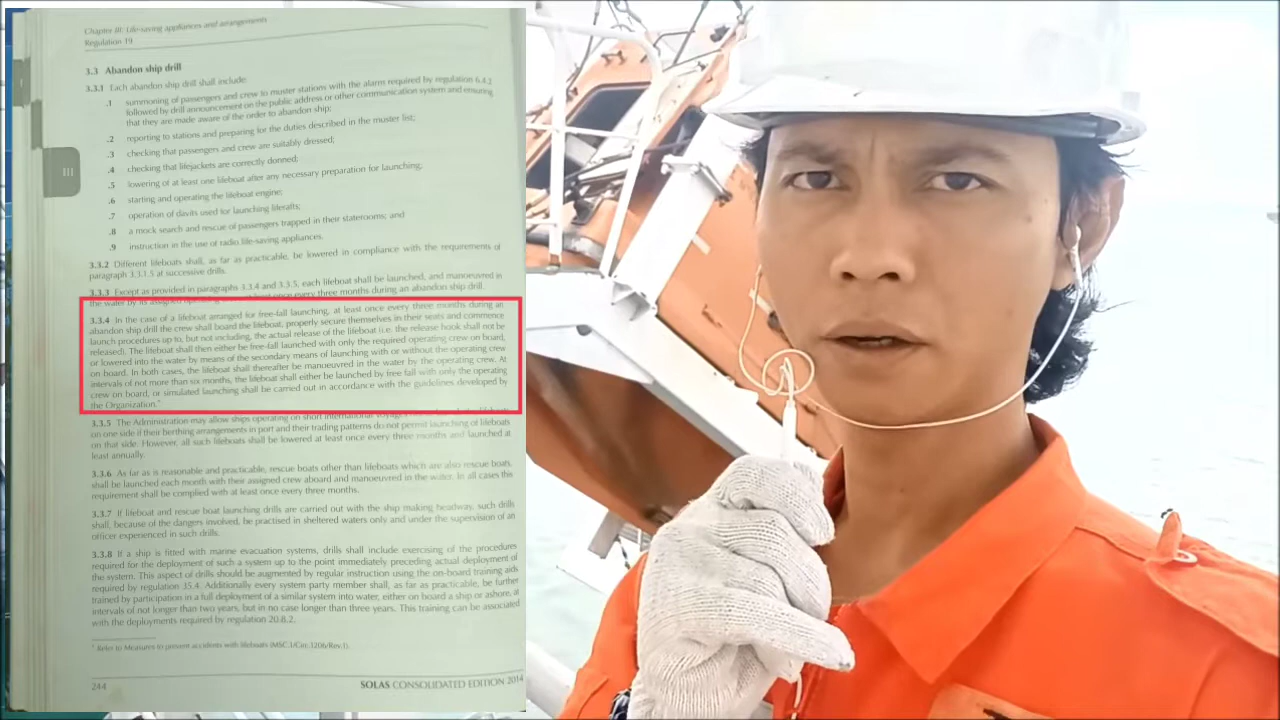 Chapter III: Life-saving appliances and arrangements
Regulation 19
3.3 Abandon ship drill
3.3.1 Each abandon ship drill shall include:
.1 summoning of passengers and crew to muster stations with the alarm required by regulation 6.4.2
followed by drill announcement on the public address or other communication system and ensuring
that they are made aware of the order to abandon ship;
.2 reporting to stations and preparing for the duties described in the muster list;
.3 checking that passengers and crew are suitably dressed;
.4 checking that lifejackets are correctly donned;
.5 lowering of at least one lifeboat after any necessary preparation for launching;
.6 starting and operating the lifeboat engine;
.7 operation of davits used for launching liferafts;
.8 a mock search and rescue of passengers trapped in their staterooms; and
.9 instruction in the use of radio life-saving appliances.
III
3.3.2 Different lifeboats shall, as far as practicable, be lowered in compliance with the requirements of
paragraph 3.3.1.5 at successive drills.
3.3.3 Except as provided in paragraphs 3.3.4 and 3.3.5, each lifeboat shall be launched, and manoeuvred in
the water by its assigned operating least once every three months during an abandon ship drill.
3.3.4 In the case of a lifeboat arranged for free-fall launching, at least once every three months during an
abandon ship drill the crew shall board the lifeboat, properly secure themselves in their seats and commence
launch procedures up to, but not including, the actual release of the lifeboat (i.e. the release hook shall not be
released). The lifeboat shall then either be free-fall launched with only the required operating crew on board,
or lowered into the water by means of the secondary means of launching with or without the operating crew
on board. In both cases, the lifeboat shall thereafter be manoeuvred in the water by the operating crew. At
intervals of not more than six months, the lifeboat shall either be launched by free fall with only the operating
crew on board, or simulated launching shall be carried out in accordance with the guidelines developed by
the Organization.*
3.3.5 The Administration may allow ships operating on short international
on one side if their berthing arrangements in port and their trading patterns do not permit launching of lifeboats
on that side. However, all such lifeboats shall be lowered at least once every three months and launched at
least annually.
3.3.6 As far as is reasonable and practicable, rescue boats other than lifeboats which are also rescue boats,
shall be launched each month with their assigned crew aboard and manoeuvred in the water. In all cases this
requirement shall be complied with at least once every three months.
3.3.7 If lifeboat and rescue boat launching drills are carried out with the ship making headway, such drills
shall, because of the dangers involved, be practised in sheltered waters only and under the supervision of an
officer experienced in such drills.
3.3.8 If a ship is fitted with marine evacuation systems, drills shall include exercising of the procedures
required for the deployment of such a system up to the point immediately preceding actual deployment of
the system. This aspect of drills should be augmented by regular instruction using the on-board training aids
required by regulation 35.4. Additionally every system party member shall, as far as practicable, be further
trained by participation in a full deployment of a similar system into water, either on board a ship or ashore, at
intervals of not longer than two years, but in no case longer than three years. This training can be associated
with the deployments required by regulation 20.8.2.
* Refer to Measures to prevent accidents with lifeboats (MSC.1/Circ.1206/Rev.1).
244
SOLAS CONSOLIDATED EDITION 2014